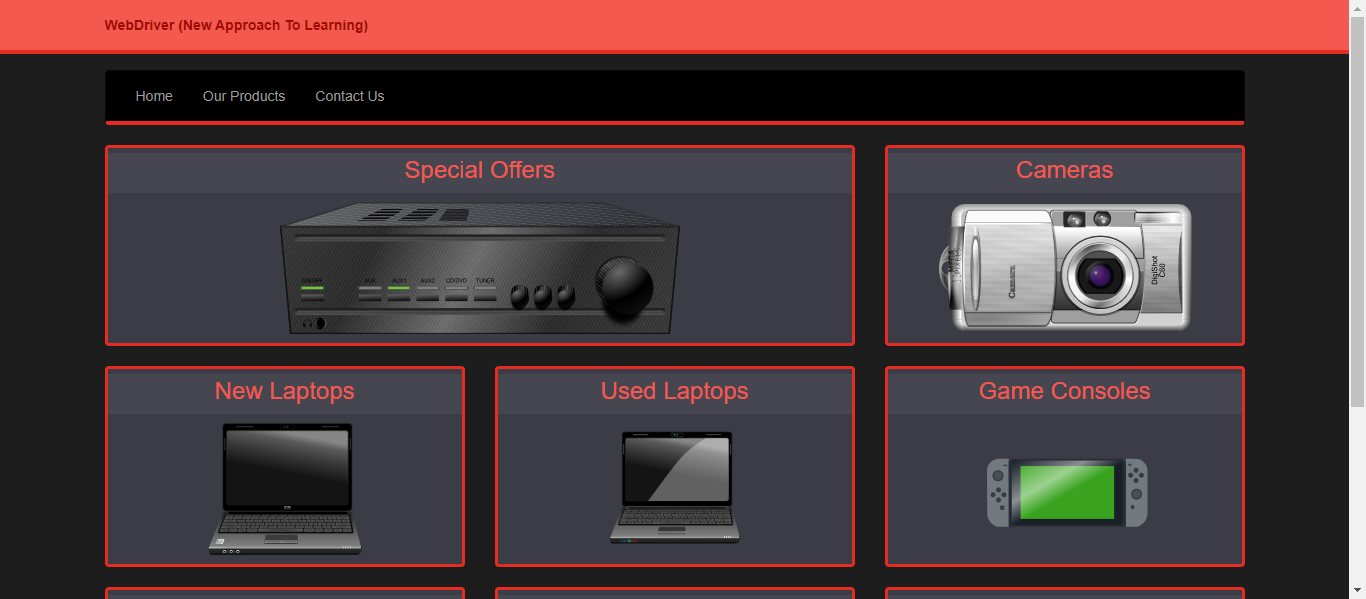 WebDriver (New Approach To Learning)
Home Our Products Contact Us
Special Offers
Cameras
ON/OFF AUX AUX1 AUX2 CD/DVD TUNER
Camera
DigiShot
C60
New Laptops
Used Laptops
Game Consoles